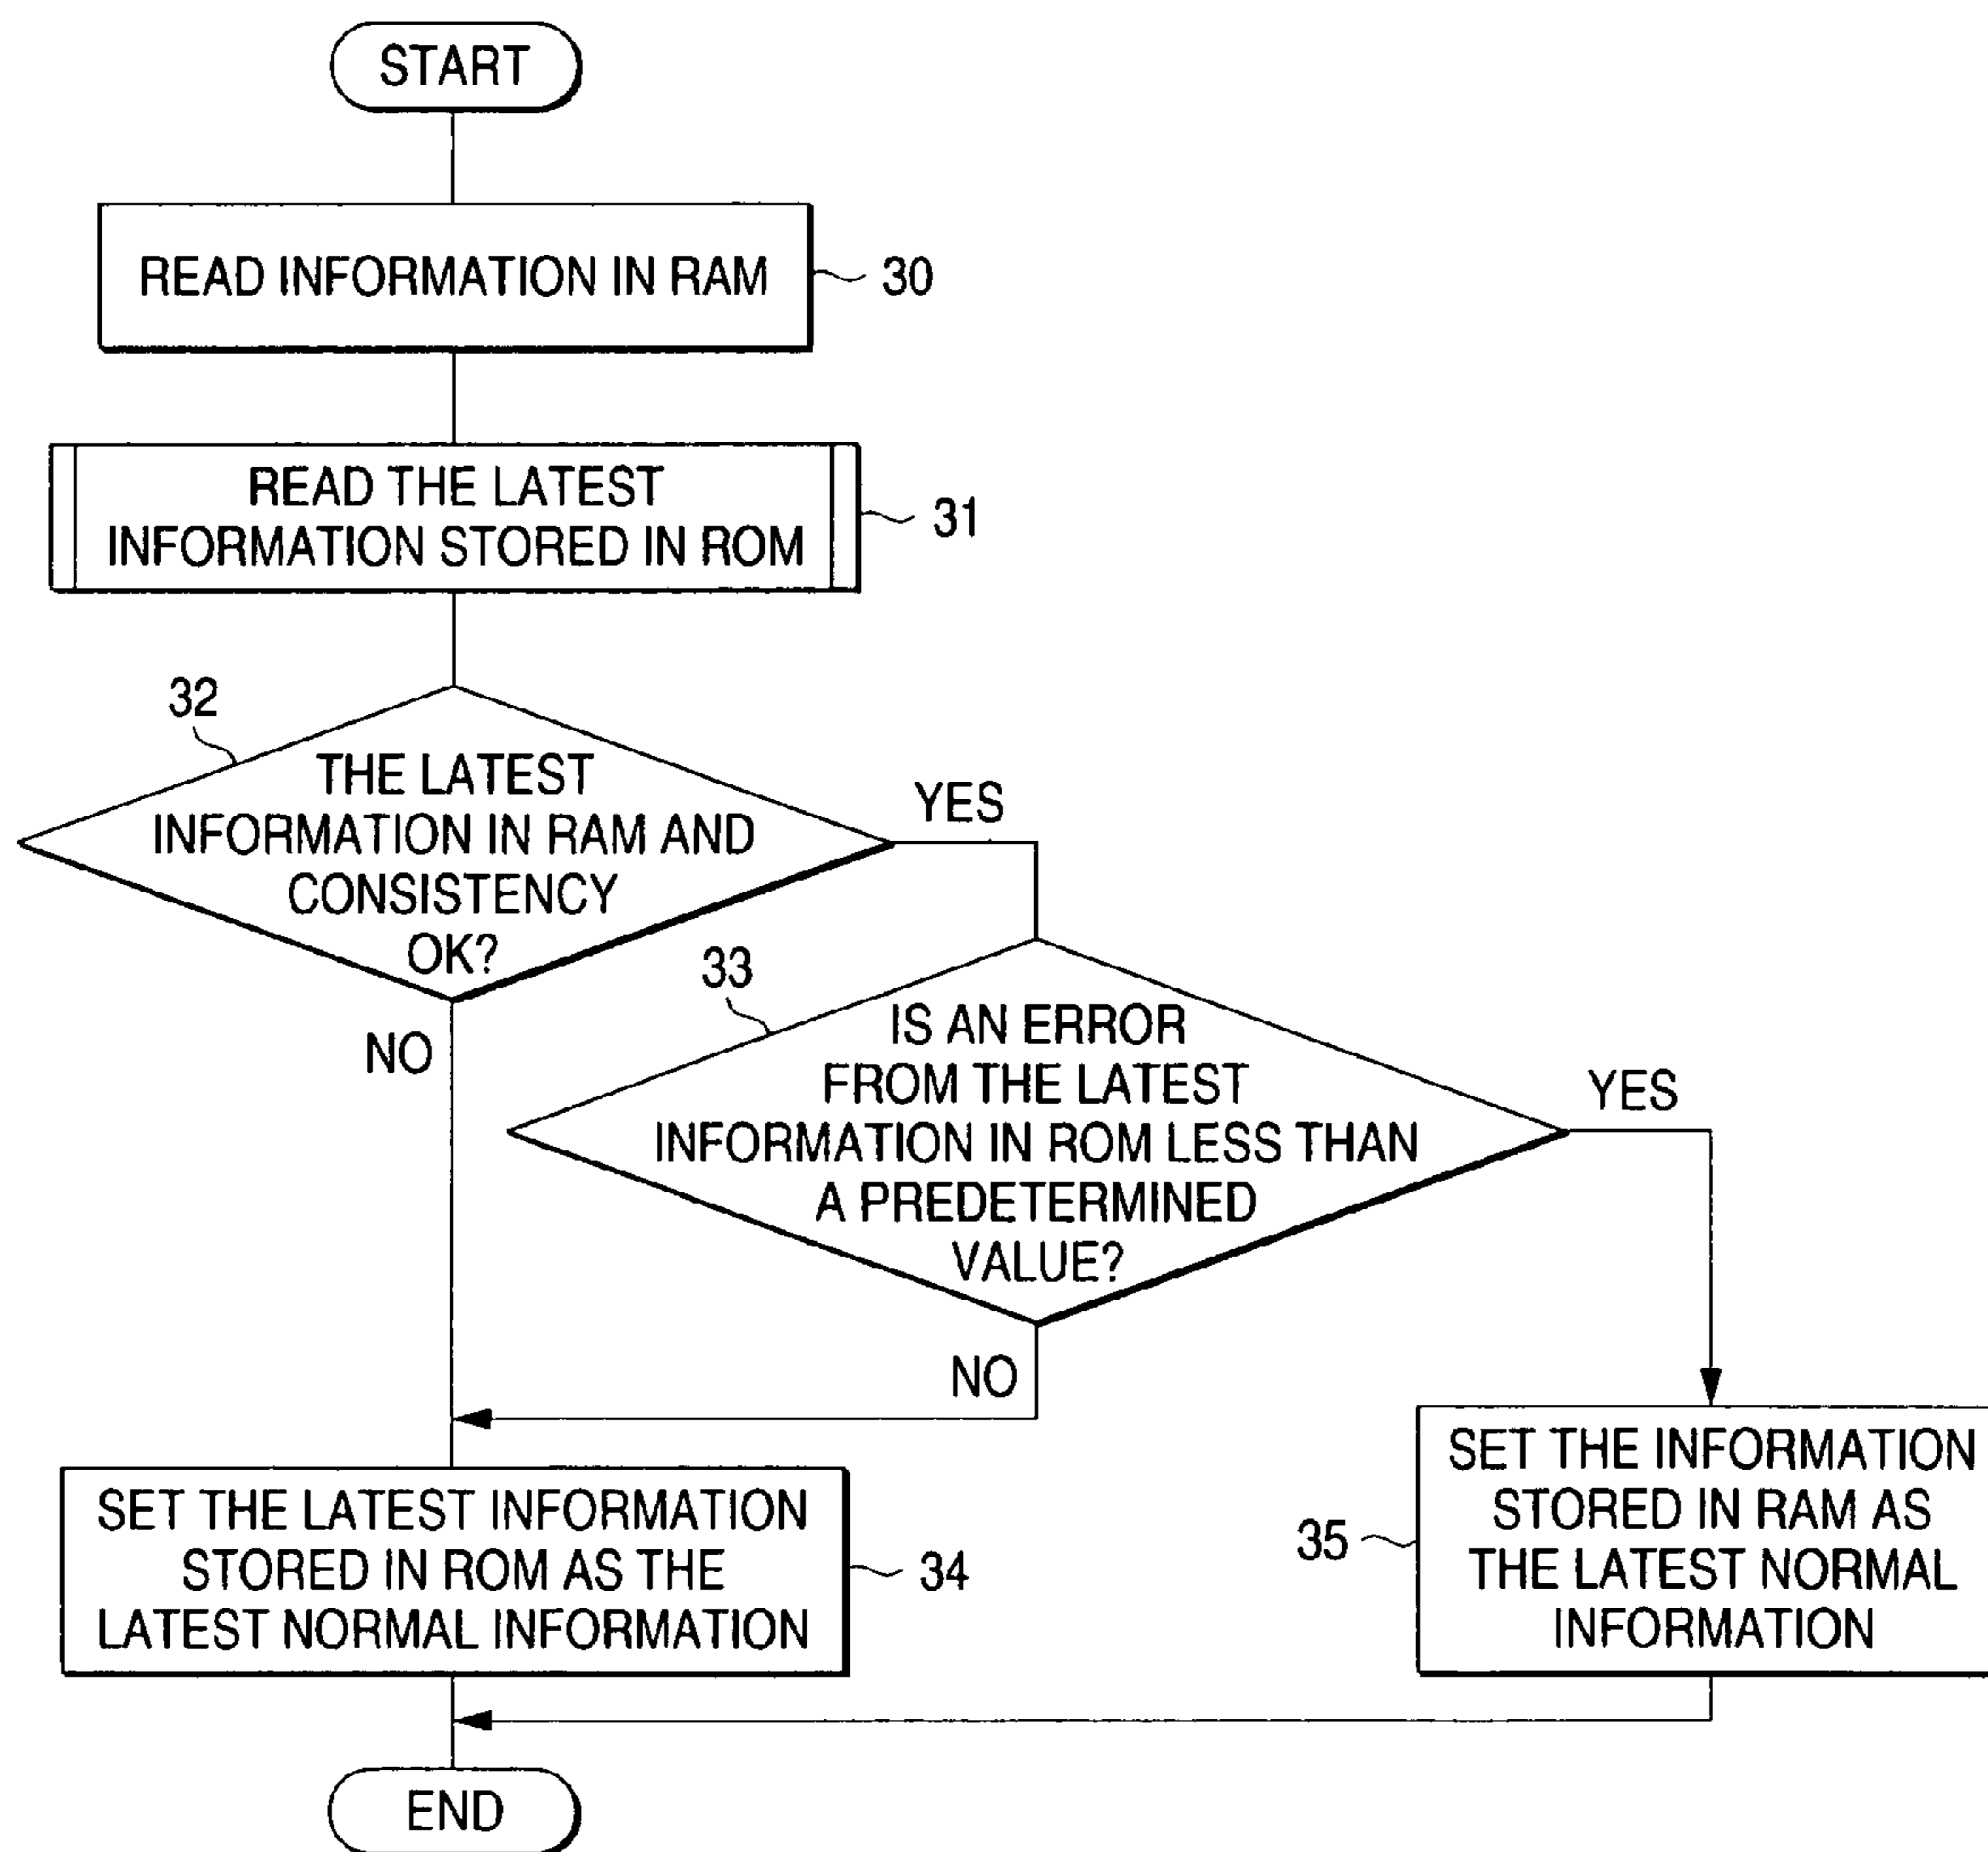 START
READ INFORMATION IN RAM
30
READ THE LATEST
INFORMATION STORED IN ROM
31
32
THE LATEST
INFORMATION IN RAM AND
CONSISTENCY
OK?
YES
NO
33
IS AN ERROR
FROM THE LATEST
INFORMATION IN ROM LESS THAN
A PREDETERMINED
VALUE?
YES
NO
SET THE LATEST INFORMATION
STORED IN ROM AS THE
LATEST NORMAL INFORMATION
34
35
SET THE INFORMATION
STORED IN RAM AS
THE LATEST NORMAL
INFORMATION
END